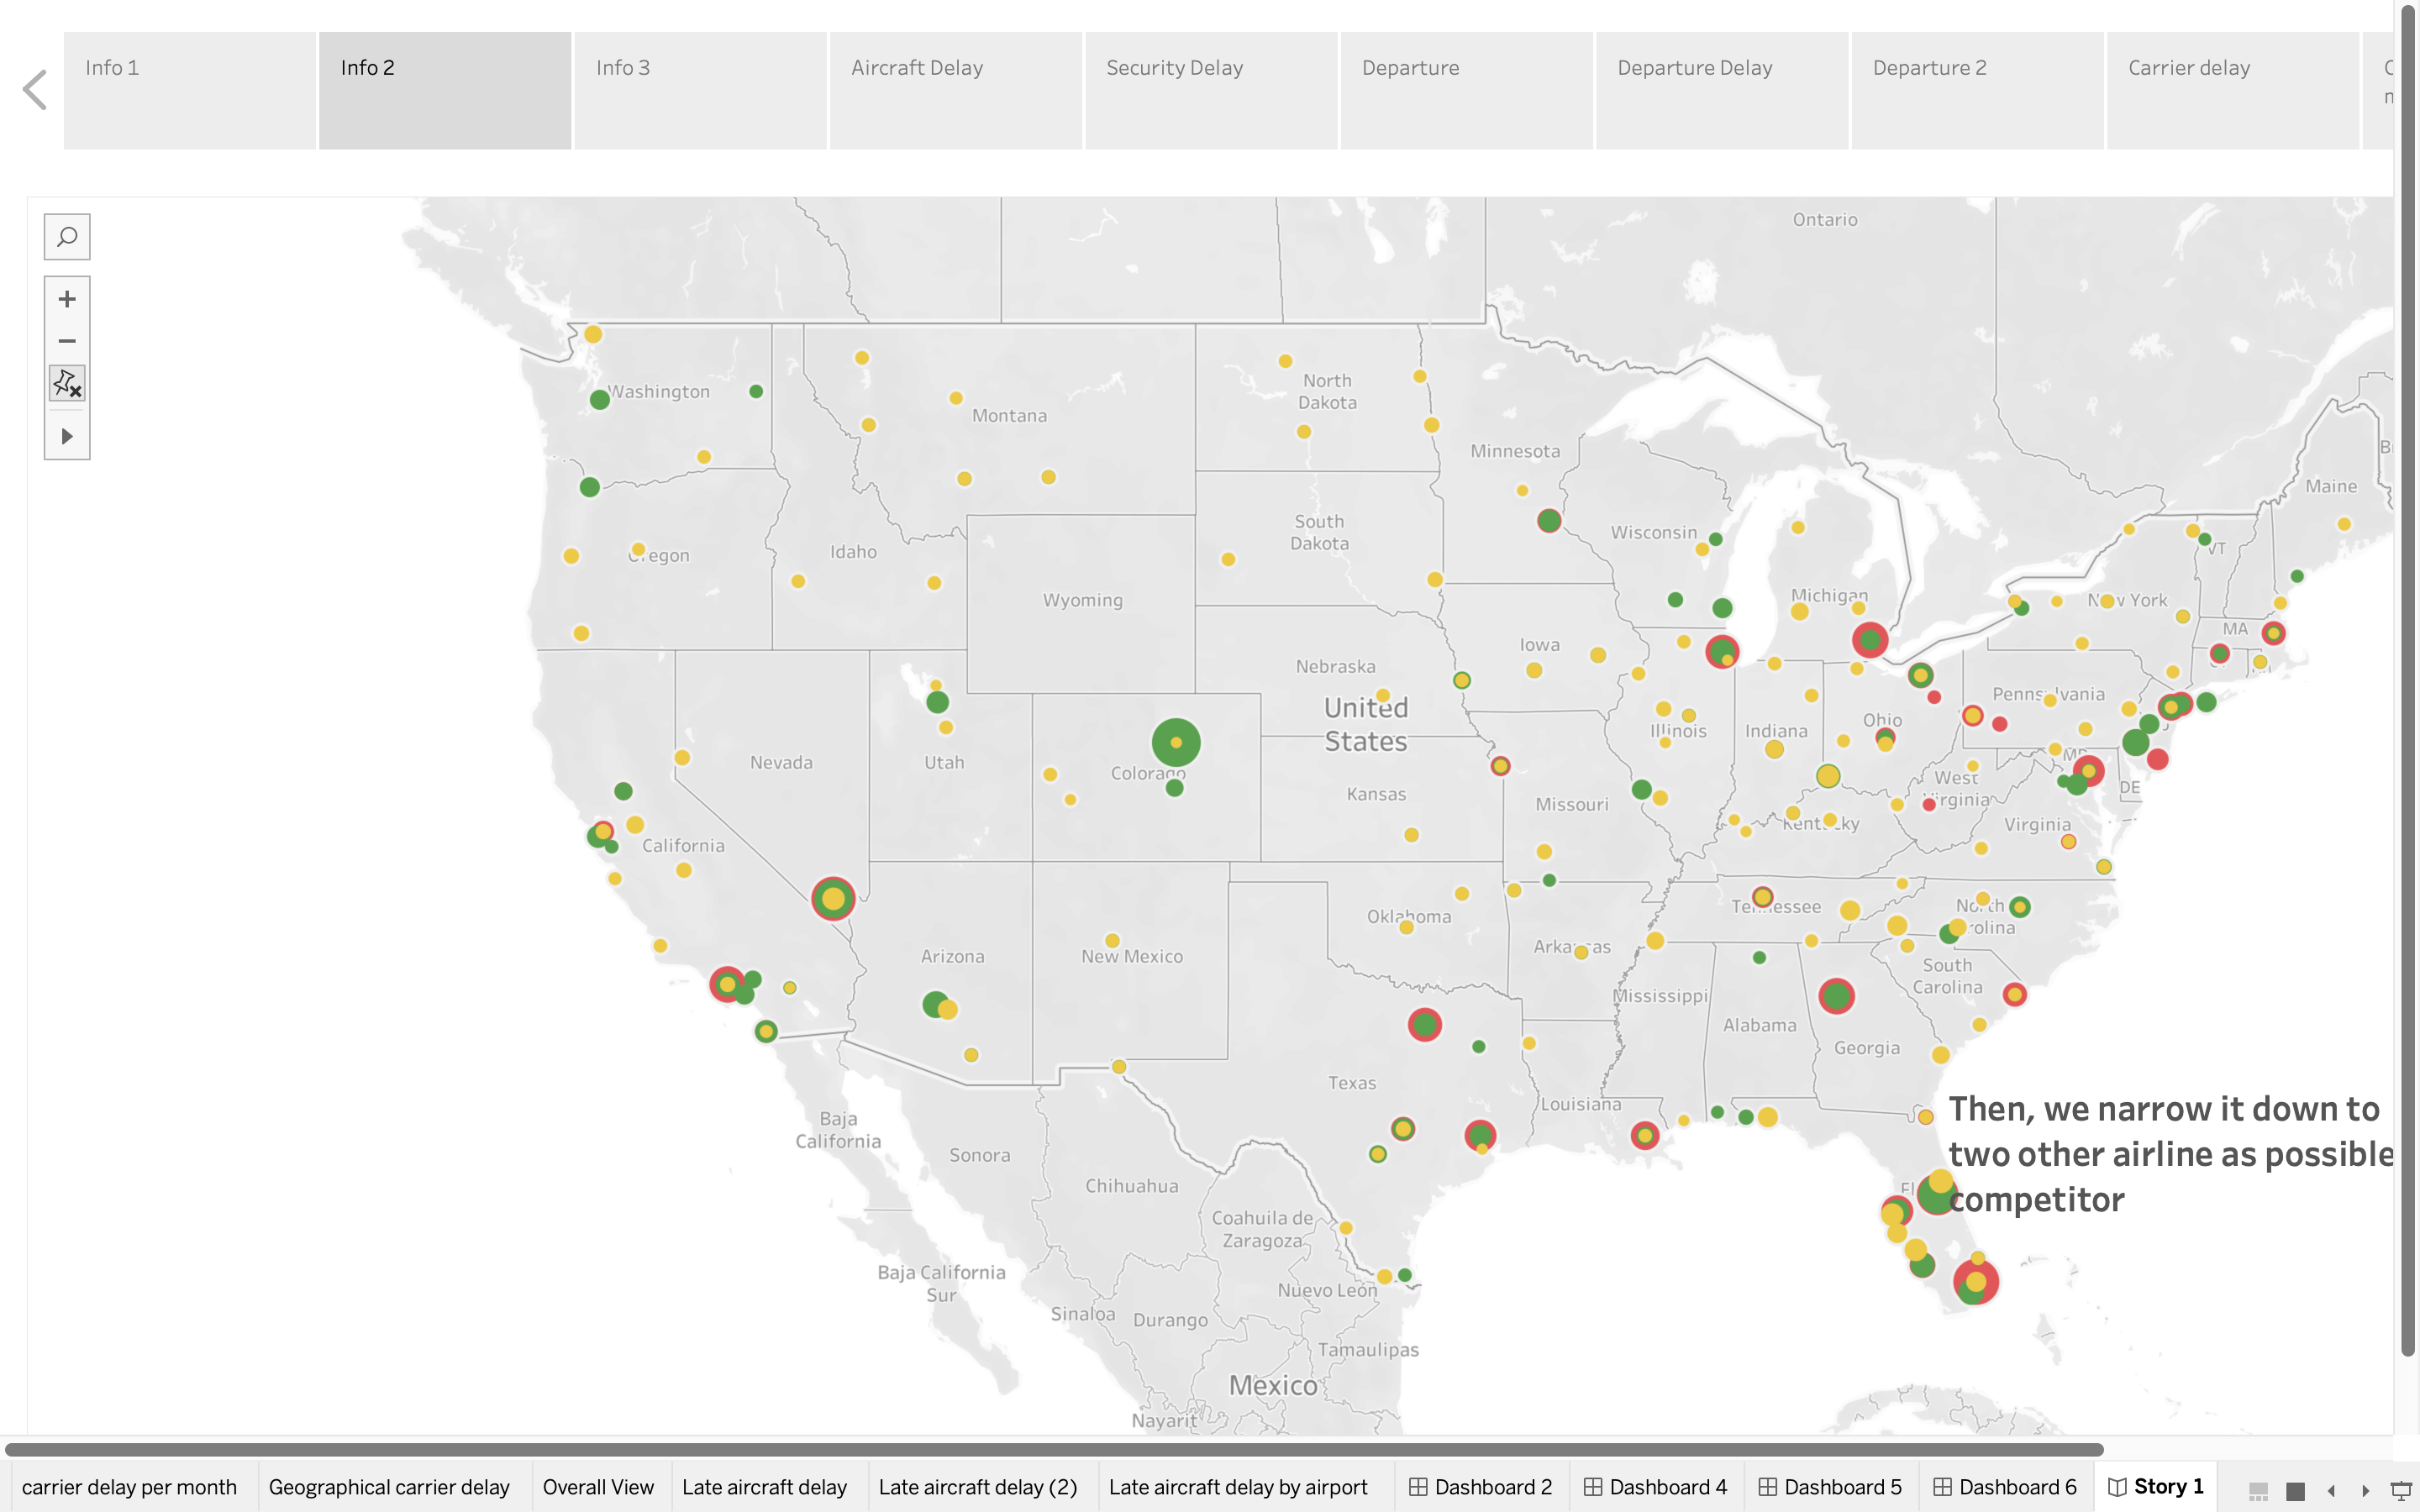 Info 1
Info 2
Info 3
Aircraft Delay
Security Delay
Departure
Departure Delay
Departure 2
Carrier delay
Ontario
Washington
Montana
North
Dakota
Minnesota
Maine
South
Dakota
Wisconsin
VT
Oregon
Idaho
Wyoming
Michigan
New York
MA
Iowa
Nebraska
Pennsylvania
United
States
Ohio
Illinois
Indiana
Nevada
Utah
Colorado
West
Virginia
DE
Kansas
Missouri
Kentucky
Virginia
California
Oklahoma
Tennessee
North
Carolina
Arizona
New Mexico
Arkansas
South
Carolina
Mississippi
Alabama
Georgia
Texas
Louisiana
Then, we narrow it down to
two other airline as possible
competitor
Baja
California
Sonora
Chihuahua
Coahuila de
Zaragoza
Baja California
Sur
Nuevo León
Sinaloa
Durango
Tamaulipas
Mexico
Nayarit
carrier delay per month
Geographical carrier delay
Overall View
Late aircraft delay
Late aircraft delay (2)
Late aircraft delay by airport
Dashboard 2
Dashboard 4
Dashboard 5
Dashboard 6
Story 1